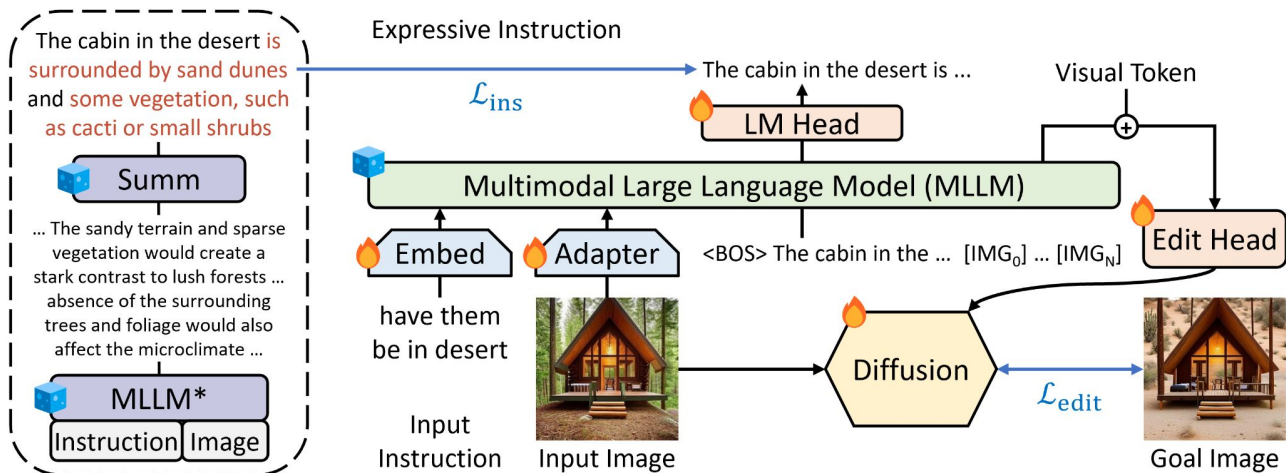 The cabin in the desert is
surrounded by sand dunes
and some vegetation, such
as cacti or small shrubs
Summ
... The sandy terrain and sparse
vegetation would create a
stark contrast to lush forests ...
absence of the surrounding
trees and foliage would also
affect the microclimate ...
MLLM*
Instruction
Image
Expressive Instruction
ℒins
The cabin in the desert is ...
LM Head
Visual Token
+
Multimodal Large Language Model (MLLM)
Embed
Adapter
<BOS> The cabin in the ... [IMG0] ... [IMGN]
Edit Head
have them
be in desert
Diffusion
ℒedit
Input
Instruction
Input Image
Goal Image